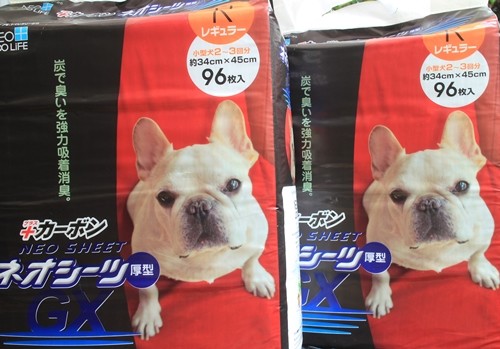 NEO
LIFE
R
レギュラー
小型犬2〜3回分
約34cm×45cm
96枚入
炭で臭いを強力吸着消臭。
プラス
+カーボン
NEO SHEET
ネオシーツ
厚型
GX
レギュラー
小型犬2〜3回分
約34cm×45cm
96枚入
炭で臭いを強力吸着消臭。
カーボン
NEO SHEET
ネオシーツ
厚型
GX